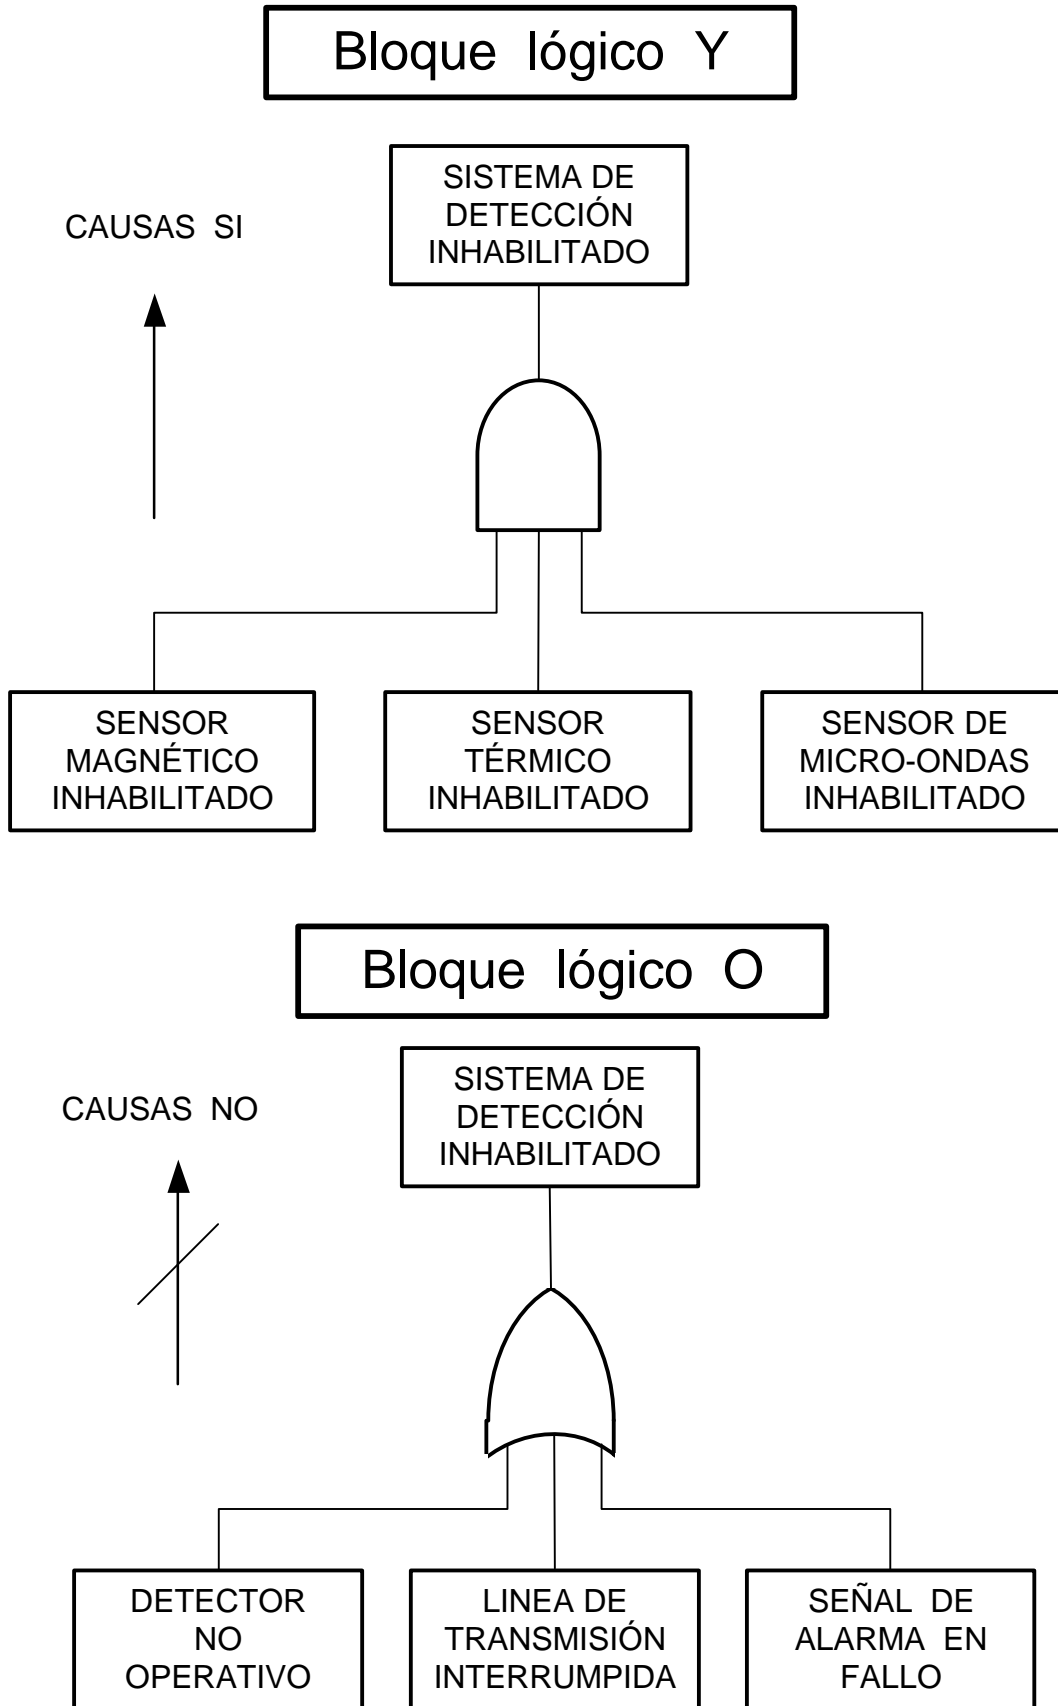 Bloque lógico Y
SISTEMA DE
DETECCIÓN
INHABILITADO
CAUSAS SI
SENSOR
MAGNÉTICO
INHABILITADO
SENSOR
TÉRMICO
INHABILITADO
SENSOR DE
MICRO-ONDAS
INHABILITADO
Bloque lógico O
SISTEMA DE
DETECCIÓN
INHABILITADO
CAUSAS NO
DETECTOR
NO
OPERATIVO
LINEA DE
TRANSMISIÓN
INTERRUMPIDA
SEÑAL DE
ALARMA EN
FALLO